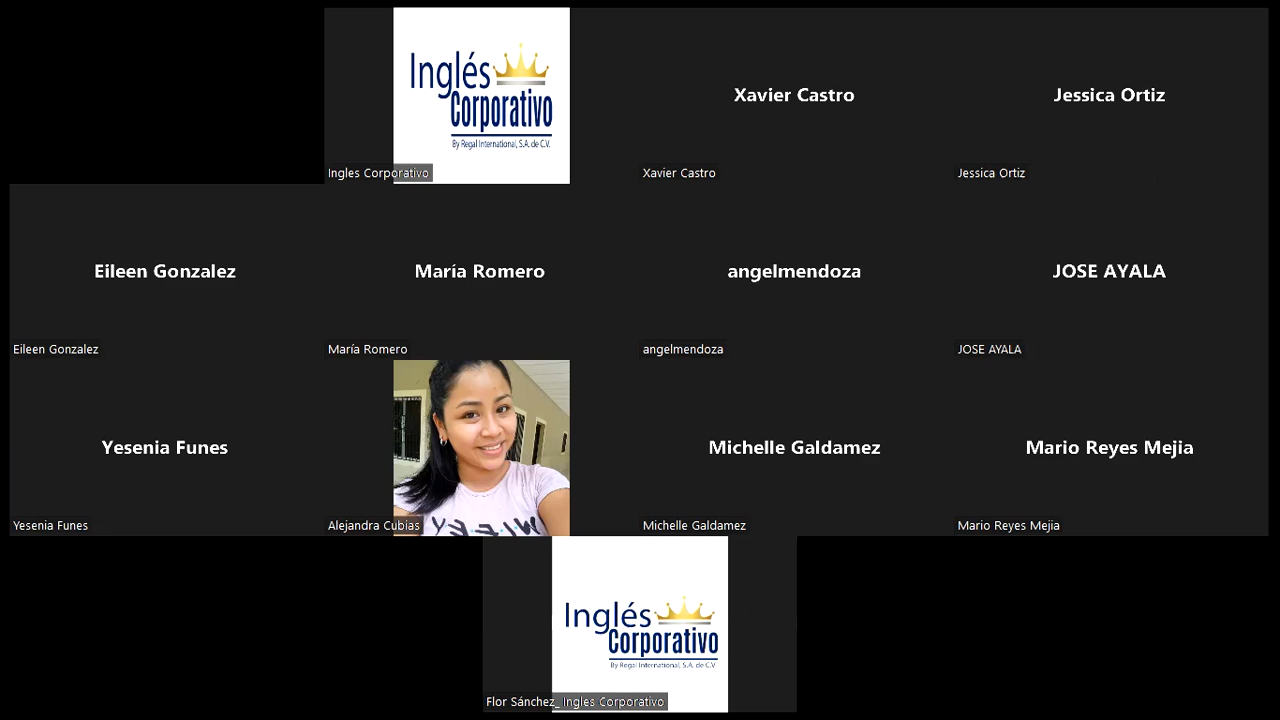 Inglés
Corporativo
By Regal International, S.A. de C.V.
Ingles Corporativo
Xavier Castro
Xavier Castro
Jessica Ortiz
Jessica Ortiz
Eileen Gonzalez
Eileen Gonzalez
María Romero
María Romero
angelmendoza
angelmendoza
JOSE AYALA
JOSE AYALA
Yesenia Funes
Yesenia Funes
Alejandra Cubias
Michelle Galdamez
Michelle Galdamez
Mario Reyes Mejia
Mario Reyes Mejia
Inglés
Corporativo
By Regal International, S.A. de C.V.
Flor Sánchez_ Ingles Corporativo